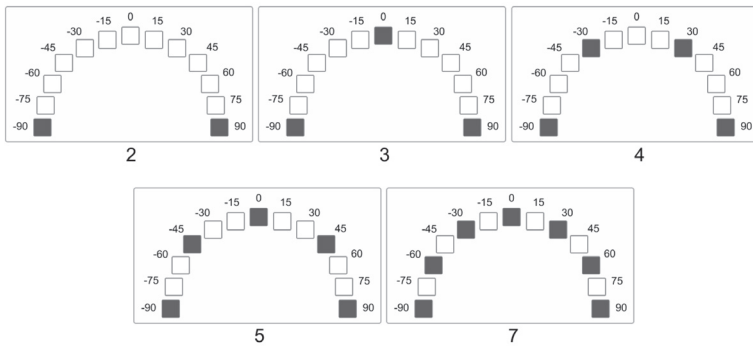 0 0 0
-15 15 -15 15 -15 15
-30 30 -30 30 -30 30
-45 45 -45 45 -45 45
-60 60 -60 60 -60 60
-75 75 -75 75 -75 75
-90 90 -90 90 -90 90
2 3 4
0 0
-15 15 -15 15
-30 30 -30 30
-45 45 -45 45
-60 60 -60 60
-75 75 -75 75
-90 90 -90 90
5 7